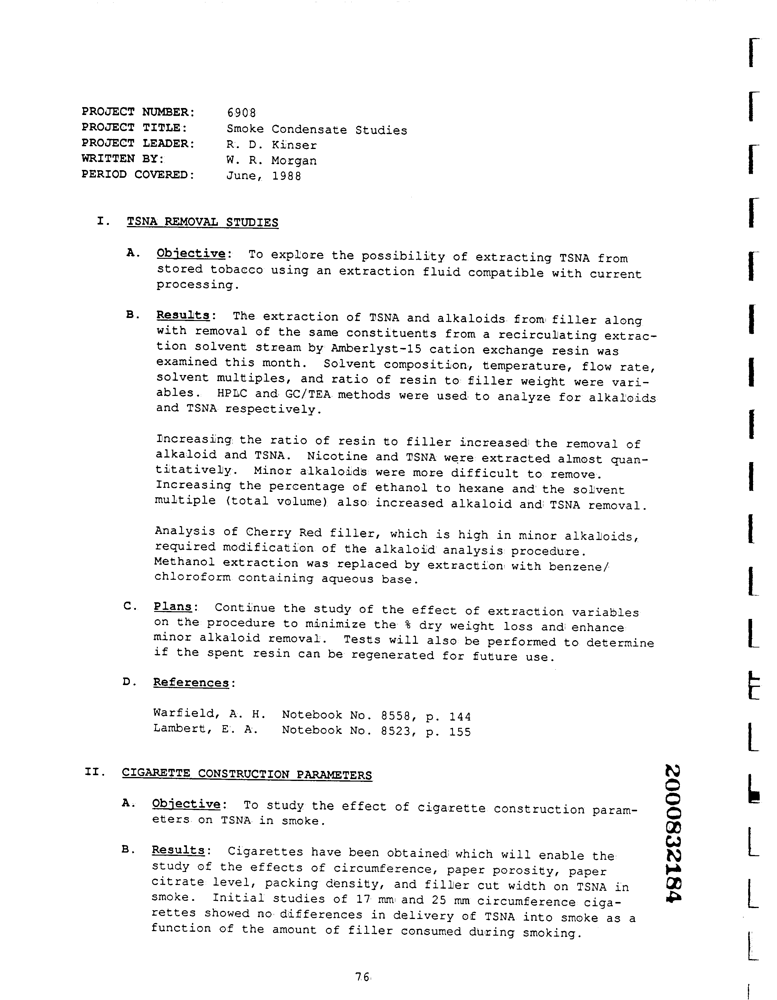 PROJECT NUMBER: 6908
PROJECT TITLE: Smoke Condensate Studies
PROJECT LEADER: R. D. Kinser
WRITTEN BY: W. R. Morgan
PERIOD COVERED: June, 1988
I. TSNA REMOVAL STUDIES
A. Objective: To explore the possibility of extracting TSNA from
stored tobacco using an extraction fluid compatible with current
processing.
B. Results: The extraction of TSNA and alkaloids from filler along
with removal of the same constituents from a recirculating extrac-
tion solvent stream by Amberlyst-15 cation exchange resin was
examined this month. Solvent composition, temperature, flow rate,
solvent multiples, and ratio of resin to filler weight were vari-
ables. HPLC and GC/TEA methods were used to analyze for alkaloids
and TSNA respectively.
Increasing the ratio of resin to filler increased the removal of
alkaloid and TSNA. Nicotine and TSNA were extracted almost quan-
titatively. Minor alkaloids were more difficult to remove.
Increasing the percentage of ethanol to hexane and the solvent
multiple (total volume) also increased alkaloid and TSNA removal.
Analysis of Cherry Red filler, which is high in minor alkaloids,
required modification of the alkaloid analysis procedure.
Methanol extraction was replaced by extraction with benzene/
chloroform containing aqueous base.
C. Plans: Continue the study of the effect of extraction variables
on the procedure to minimize the % dry weight loss and enhance
minor alkaloid removal. Tests will also be performed to determine
if the spent resin can be regenerated for future use.
D. References:
Warfield, A. H. Notebook No. 8558, p. 144
Lambert, E. A. Notebook No. 8523, p. 155
II. CIGARETTE CONSTRUCTION PARAMETERS
A. Objective: To study the effect of cigarette construction param-
eters on TSNA in smoke.
B. Results: Cigarettes have been obtained which will enable the
study of the effects of circumference, paper porosity, paper
citrate level, packing density, and filler cut width on TSNA in
smoke. Initial studies of 17 mm and 25 mm circumference ciga-
rettes showed no differences in delivery of TSNA into smoke as a
function of the amount of filler consumed during smoking.
76
2000832184